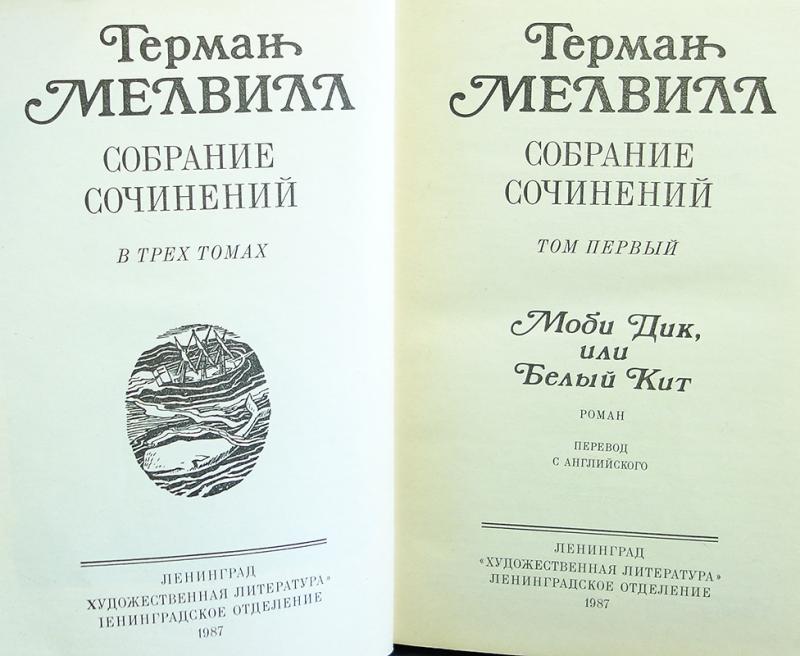 Герман
МЕЛВИЛЛ
СОБРАНИЕ
СОЧИНЕНИЙ
В ТРЕХ ТОМАХ
ЛЕНИНГРАД
ХУДОЖЕСТВЕННАЯ ЛИТЕРАТУРА»
ЛЕНИНГРАДСКОЕ ОТДЕЛЕНИЕ
1987
Герман
МЕЛВИЛЛ
СОБРАНИЕ
СОЧИНЕНИЙ
ТОМ ПЕРВЫЙ
Моби Дик,
или
Белый Кит
РОМАН
ПЕРЕВОД
С АНГЛИЙСКОГО
ЛЕНИНГРАД
«ХУДОЖЕСТВЕННАЯ ЛИТЕРАТУРА»
ЛЕНИНГРАДСКОЕ ОТДЕЛЕНИЕ
1987